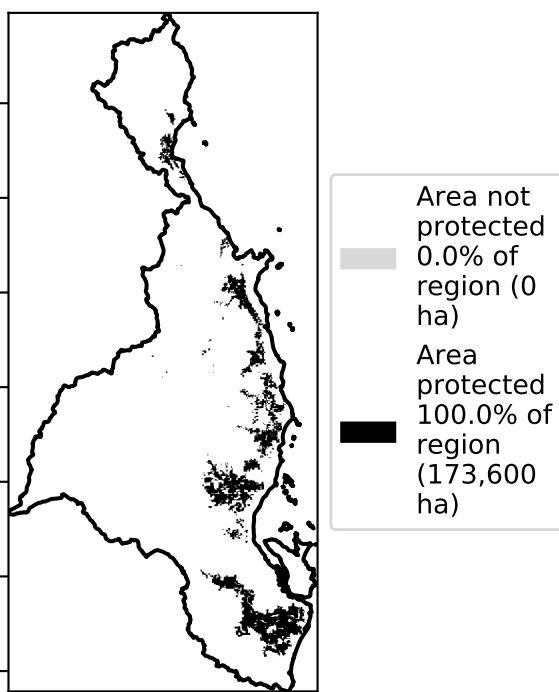 Area not
protected
0.0% of
region (0
ha)
Area
protected
100.0% of
region
(173,600
ha)